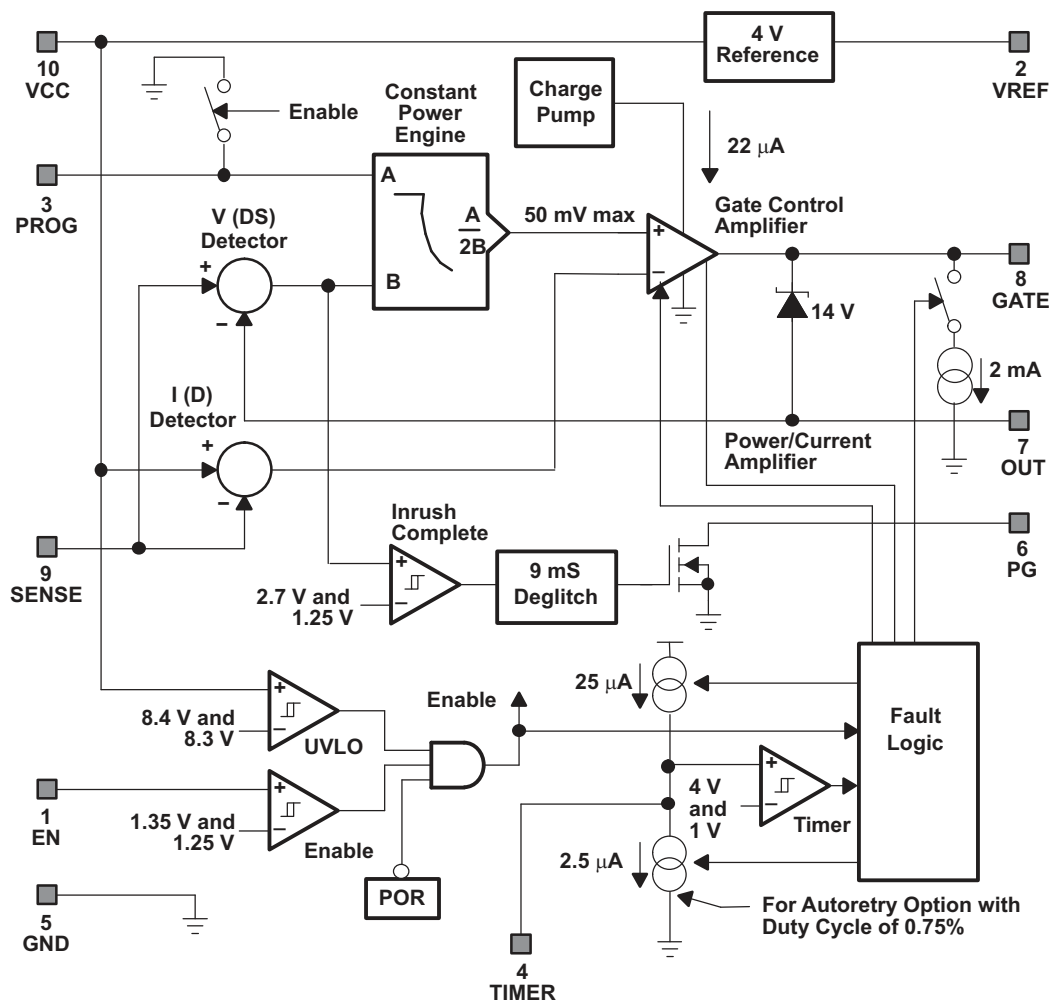 10
VCC
4 V
Reference
2
VREF
Enable
Constant
Power
Engine
Charge
Pump
22 μA
3
PROG
A
B
A
2B
50 mV max
Gate Control
Amplifier
+
−
V (DS)
Detector
+
−
14 V
8
GATE
2 mA
I (D)
Detector
+
−
Power/Current
Amplifier
7
OUT
9
SENSE
Inrush
Complete
+
−
2.7 V and
1.25 V
9 mS
Deglitch
6
PG
+
−
8.4 V and
8.3 V
UVLO
Enable
25 μA
Fault
Logic
1
EN
+
−
1.35 V and
1.25 V
Enable
POR
+
−
4 V
and
1 V
Timer
2.5 μA
For Autoretry Option with
Duty Cycle of 0.75%
5
GND
4
TIMER